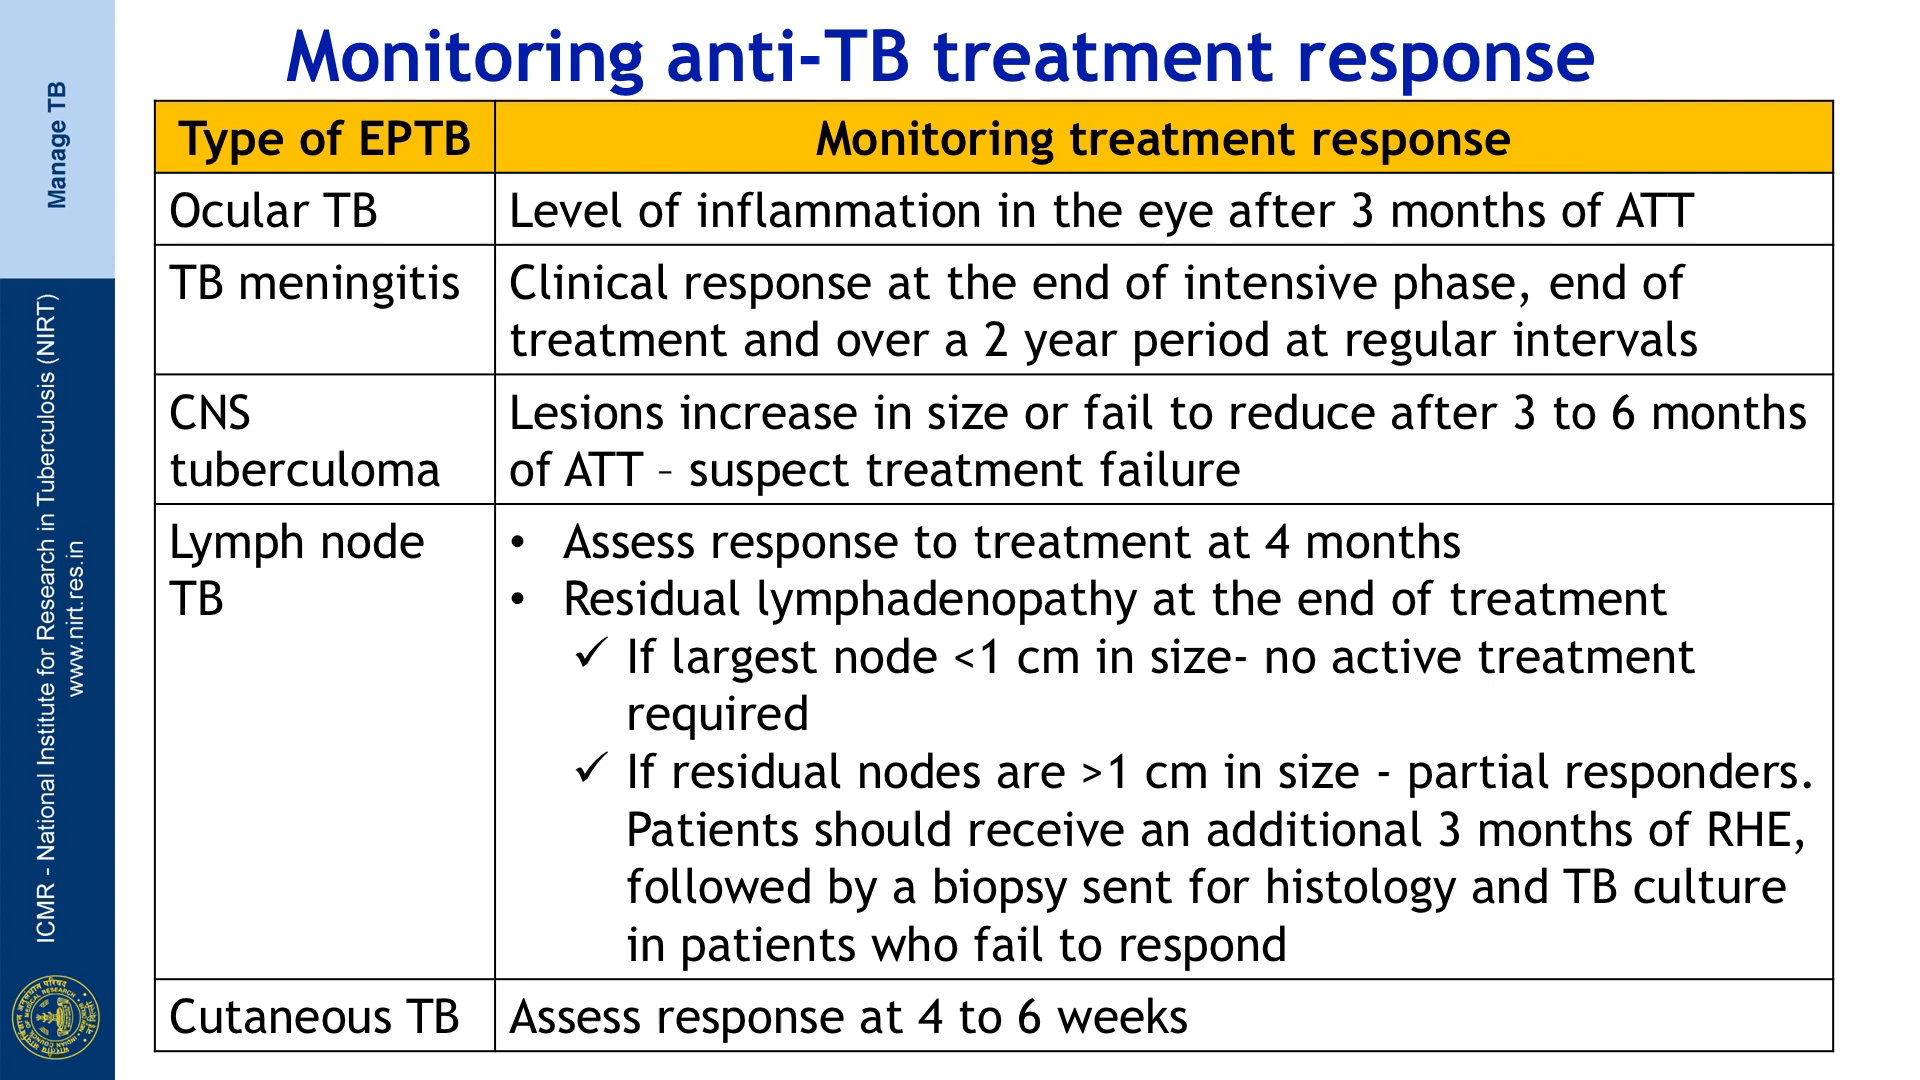 Monitoring anti-TB treatment response
Manage TB
ICMR - National Institute for Research in Tuberculosis (NIRT)
www.nirt.res.in
Type of EPTB
Monitoring treatment response
Ocular TB
Level of inflammation in the eye after 3 months of ATT
TB meningitis
Clinical response at the end of intensive phase, end of
treatment and over a 2 year period at regular intervals
CNS
tuberculoma
Lesions increase in size or fail to reduce after 3 to 6 months
of ATT – suspect treatment failure
Lymph node
TB
• Assess response to treatment at 4 months
• Residual lymphadenopathy at the end of treatment
✓ If largest node <1 cm in size- no active treatment
required
✓ If residual nodes are >1 cm in size - partial responders.
Patients should receive an additional 3 months of RHE,
followed by a biopsy sent for histology and TB culture
in patients who fail to respond
Cutaneous TB
Assess response at 4 to 6 weeks